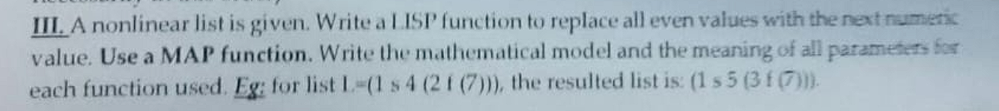 III. A nonlinear list is given. Write a LISP function to replace all even values with the next numeric
value. Use a MAP function. Write the mathematical model and the meaning of all parameters for
each function used. Eg: for list L=(1 s 4 (2 f (7))), the resulted list is: (1 s 5 (3 f (7))).